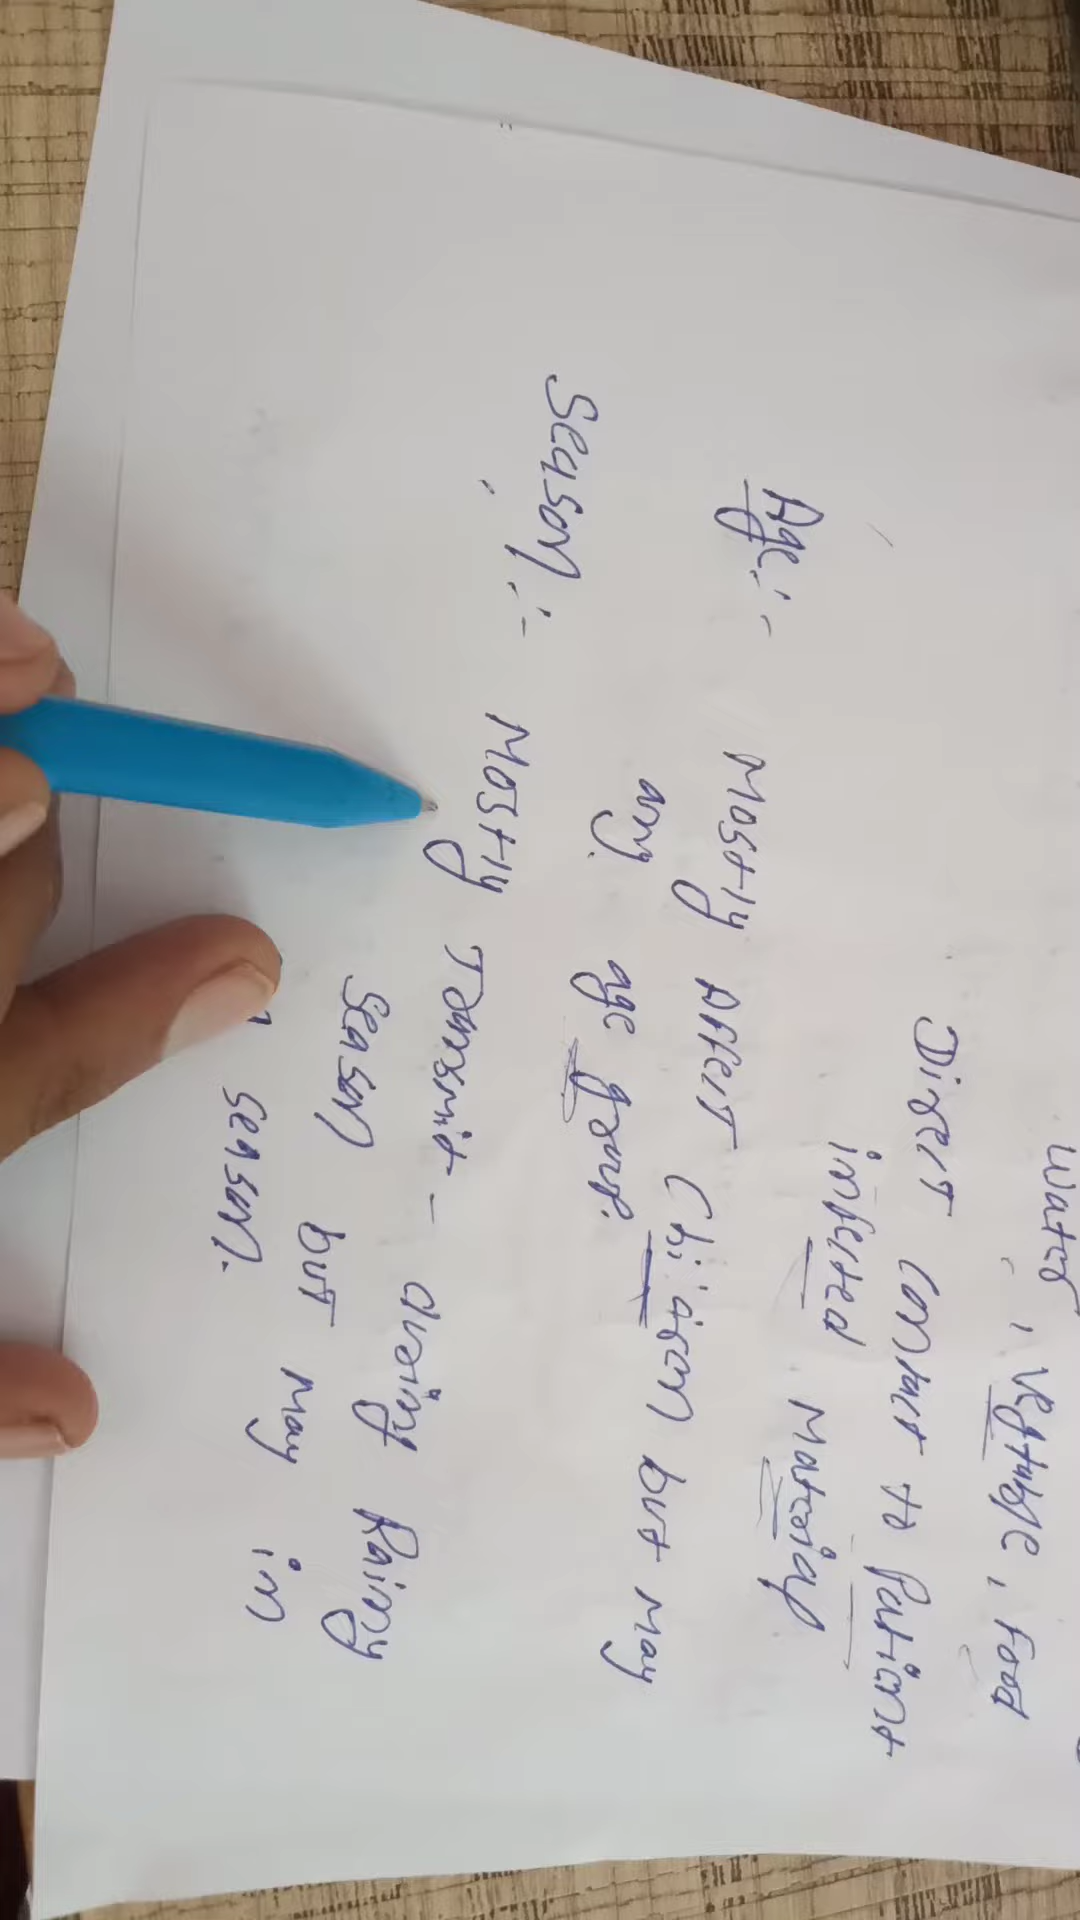 water, Vegtable, Food
Direct contact to Patient
infected Material
Age:- Mostly Affect Children but may
any age group.
Season:- Mostly Transmit - during Rainy
Season but may in
season.